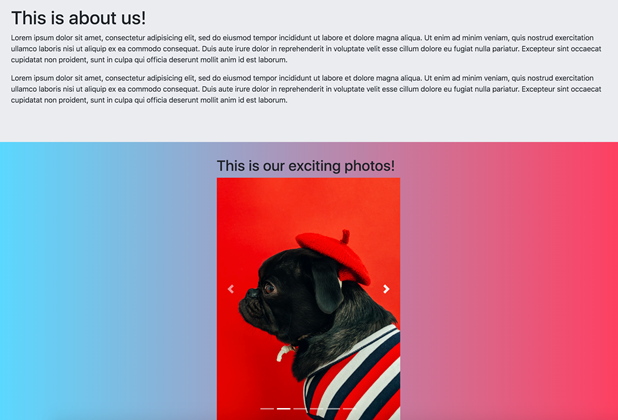 This is about us!
Lorem ipsum dolor sit amet, consectetur adipisicing elit, sed do eiusmod tempor incididunt ut labore et dolore magna aliqua. Ut enim ad minim veniam, quis nostrud exercitation
ullamco laboris nisi ut aliquip ex ea commodo consequat. Duis aute irure dolor in reprehenderit in voluptate velit esse cillum dolore eu fugiat nulla pariatur. Excepteur sint occaecat
cupidatat non proident, sunt in culpa qui officia deserunt mollit anim id est laborum.
Lorem ipsum dolor sit amet, consectetur adipisicing elit, sed do eiusmod tempor incididunt ut labore et dolore magna aliqua. Ut enim ad minim veniam, quis nostrud exercitation
ullamco laboris nisi ut aliquip ex ea commodo consequat. Duis aute irure dolor in reprehenderit in voluptate velit esse cillum dolore eu fugiat nulla pariatur. Excepteur sint occaecat
cupidatat non proident, sunt in culpa qui officia deserunt mollit anim id est laborum.
This is our exciting photos!